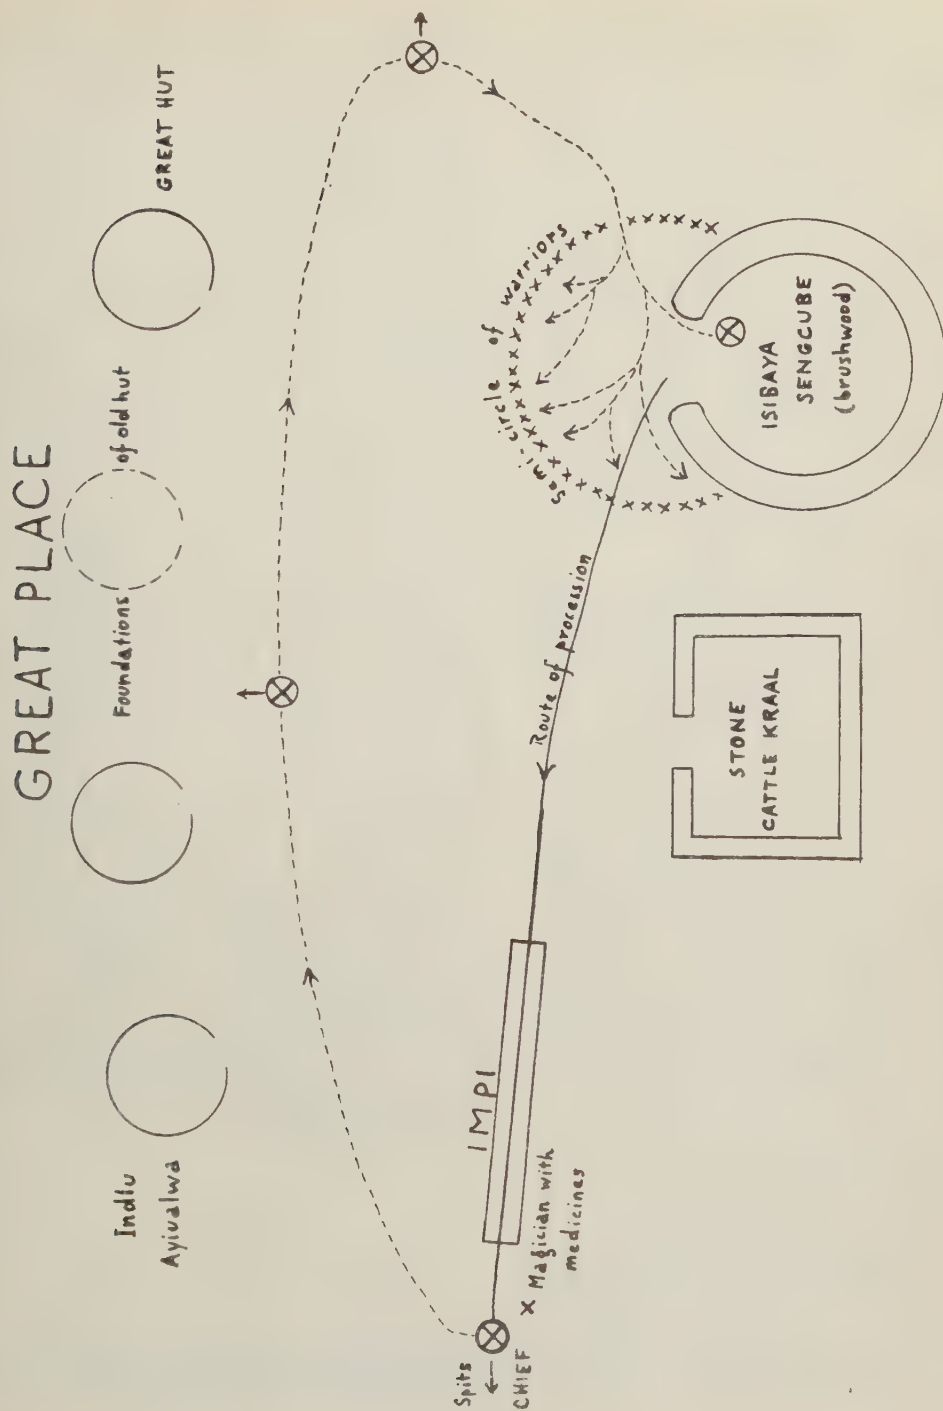 GREAT PLACE
Indlu
Ayivalwa
Foundations
of old hut
GREAT HUT
Spits
CHIEF
IMPI
Magician with
medicines
Route of procession
Semi-circle of warriors
STONE
CATTLE KRAAL
ISIBAYA
SENGCUBE
(brushwood)